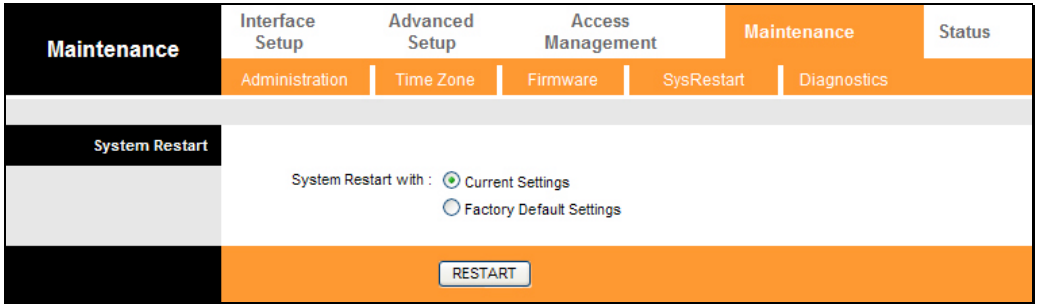 Maintenance
Interface Setup
Advanced Setup
Access Management
Maintenance
Status
Administration
Time Zone
Firmware
SysRestart
Diagnostics
System Restart
System Restart with :
Current Settings
Factory Default Settings
RESTART